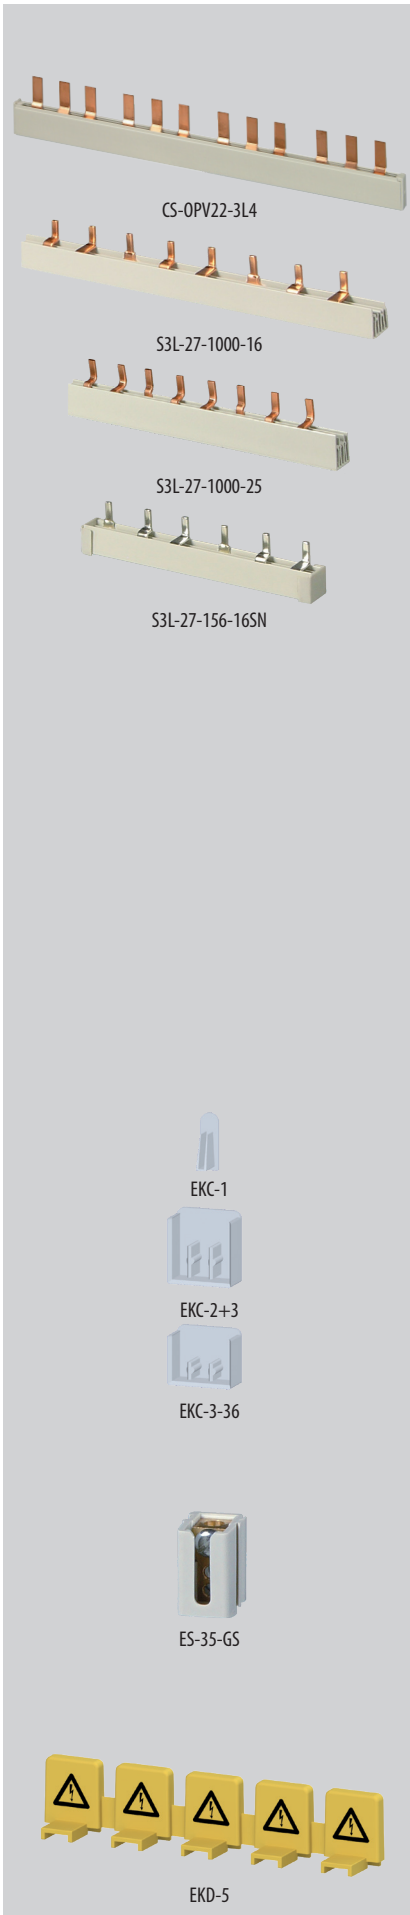 CS-OPV22-3L4
S3L-27-1000-16
S3L-27-1000-25
S3L-27-156-16SN
EKC-1
EKC-2+3
EKC-3-36
ES-35-GS
EKD-5